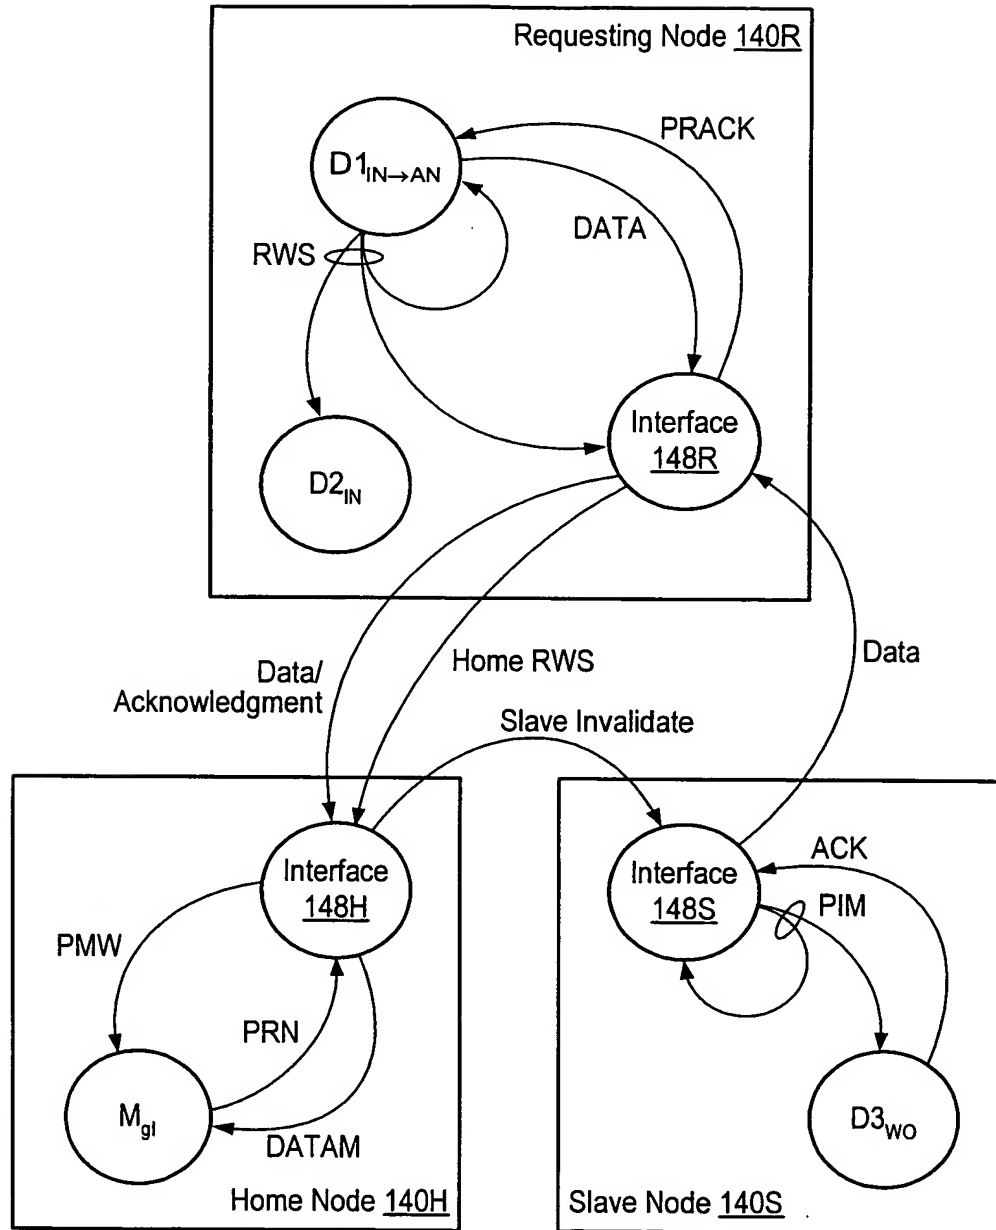 Requesting Node 140R
D1IN→AN
PRACK
DATA
RWS
Interface
148R
D2IN
Data/
Acknowledgment
Home RWS
Data
Slave Invalidate
Interface
148H
Interface
148S
ACK
PIM
PMW
PRN
Mgl
DATAM
D3WO
Home Node 140H
Slave Node 140S